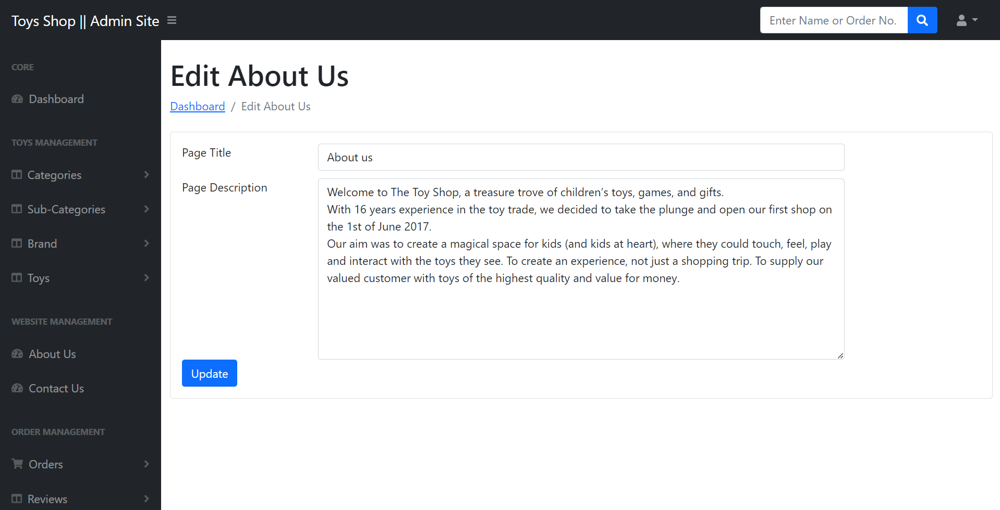 Toys Shop || Admin Site
Enter Name or Order No.
CORE
Dashboard
TOYS MANAGEMENT
Categories
Sub-Categories
Brand
Toys
WEBSITE MANAGEMENT
About Us
Contact Us
ORDER MANAGEMENT
Orders
Reviews
Edit About Us
Dashboard / Edit About Us
Page Title
About us
Page Description
Welcome to The Toy Shop, a treasure trove of children’s toys, games, and gifts.
With 16 years experience in the toy trade, we decided to take the plunge and open our first shop on
the 1st of June 2017.
Our aim was to create a magical space for kids (and kids at heart), where they could touch, feel, play
and interact with the toys they see. To create an experience, not just a shopping trip. To supply our
valued customer with toys of the highest quality and value for money.
Update